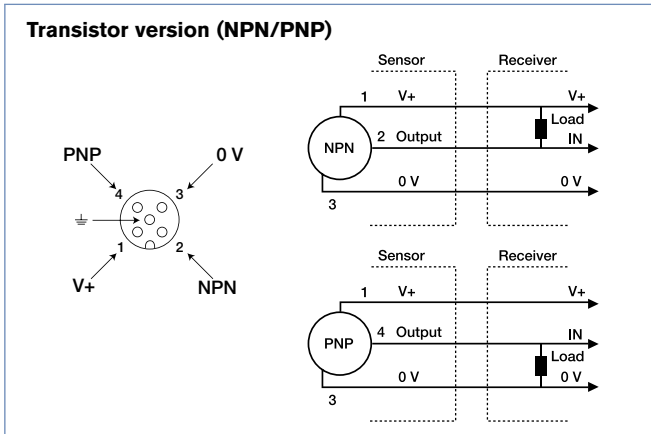 Transistor version (NPN/PNP)
Sensor Receiver
1 V+ V+
Load
NPN 2 Output IN
0 V 0 V
3
PNP 0 V
4 3
1 2
V+ NPN
Sensor Receiver
1 V+ V+
PNP 4 Output IN
Load
0 V 0 V
3